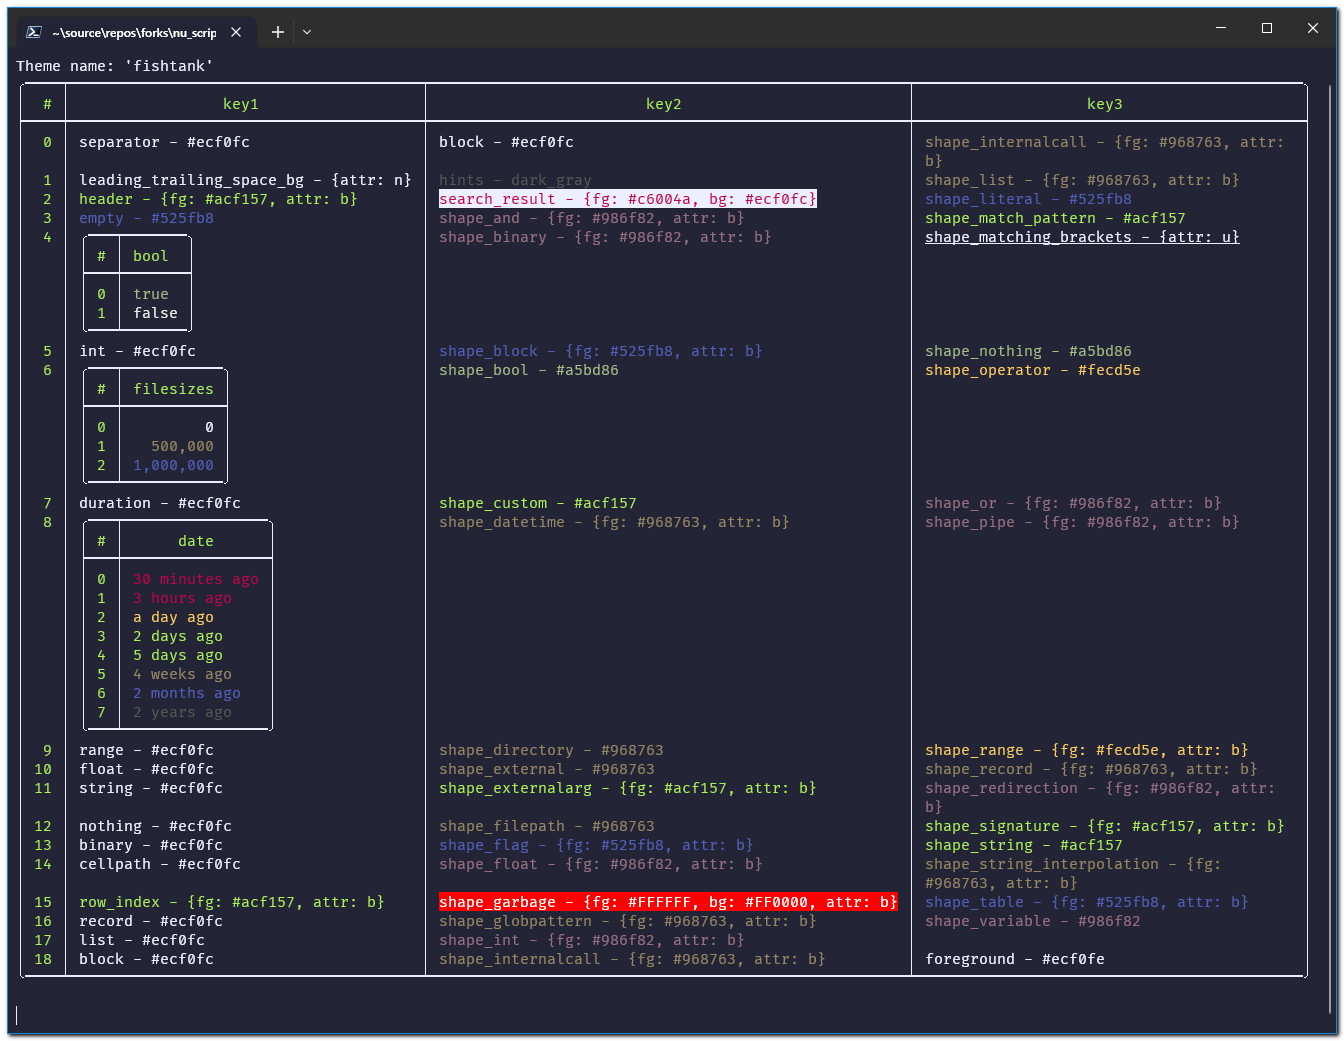 ~\source\repos\forks\nu_scrip
Theme name: 'fishtank'
# key1 key2 key3
0 separator - #ecf0fc block - #ecf0fc shape_internalcall - {fg: #968763, attr:
b}
1 leading_trailing_space_bg - {attr: n} hints - dark_gray shape_list - {fg: #968763, attr: b}
2 header - {fg: #acf157, attr: b} search_result - {fg: #c6004a, bg: #ecf0fc} shape_literal - #525fb8
3 empty - #525fb8 shape_and - {fg: #986f82, attr: b} shape_match_pattern - #acf157
4 shape_binary - {fg: #986f82, attr: b} shape_matching_brackets - {attr: u}
# bool
0 true
1 false
5 int - #ecf0fc shape_block - {fg: #525fb8, attr: b} shape_nothing - #a5bd86
6 shape_bool - #a5bd86 shape_operator - #fecd5e
# filesizes
0 0
1 500,000
2 1,000,000
7 duration - #ecf0fc shape_custom - #acf157 shape_or - {fg: #986f82, attr: b}
8 shape_datetime - {fg: #968763, attr: b} shape_pipe - {fg: #986f82, attr: b}
# date
0 30 minutes ago
1 3 hours ago
2 a day ago
3 2 days ago
4 5 days ago
5 4 weeks ago
6 2 months ago
7 2 years ago
9 range - #ecf0fc shape_directory - #968763 shape_range - {fg: #fecd5e, attr: b}
10 float - #ecf0fc shape_external - #968763 shape_record - {fg: #968763, attr: b}
11 string - #ecf0fc shape_externalarg - {fg: #acf157, attr: b} shape_redirection - {fg: #986f82, attr:
b}
12 nothing - #ecf0fc shape_filepath - #968763 shape_signature - {fg: #acf157, attr: b}
13 binary - #ecf0fc shape_flag - {fg: #525fb8, attr: b} shape_string - #acf157
14 cellpath - #ecf0fc shape_float - {fg: #986f82, attr: b} shape_string_interpolation - {fg:
#968763, attr: b}
15 row_index - {fg: #acf157, attr: b} shape_garbage - {fg: #FFFFFF, bg: #FF0000, attr: b} shape_table - {fg: #525fb8, attr: b}
16 record - #ecf0fc shape_globpattern - {fg: #968763, attr: b} shape_variable - #986f82
17 list - #ecf0fc shape_int - {fg: #986f82, attr: b}
18 block - #ecf0fc shape_internalcall - {fg: #968763, attr: b} foreground - #ecf0fe